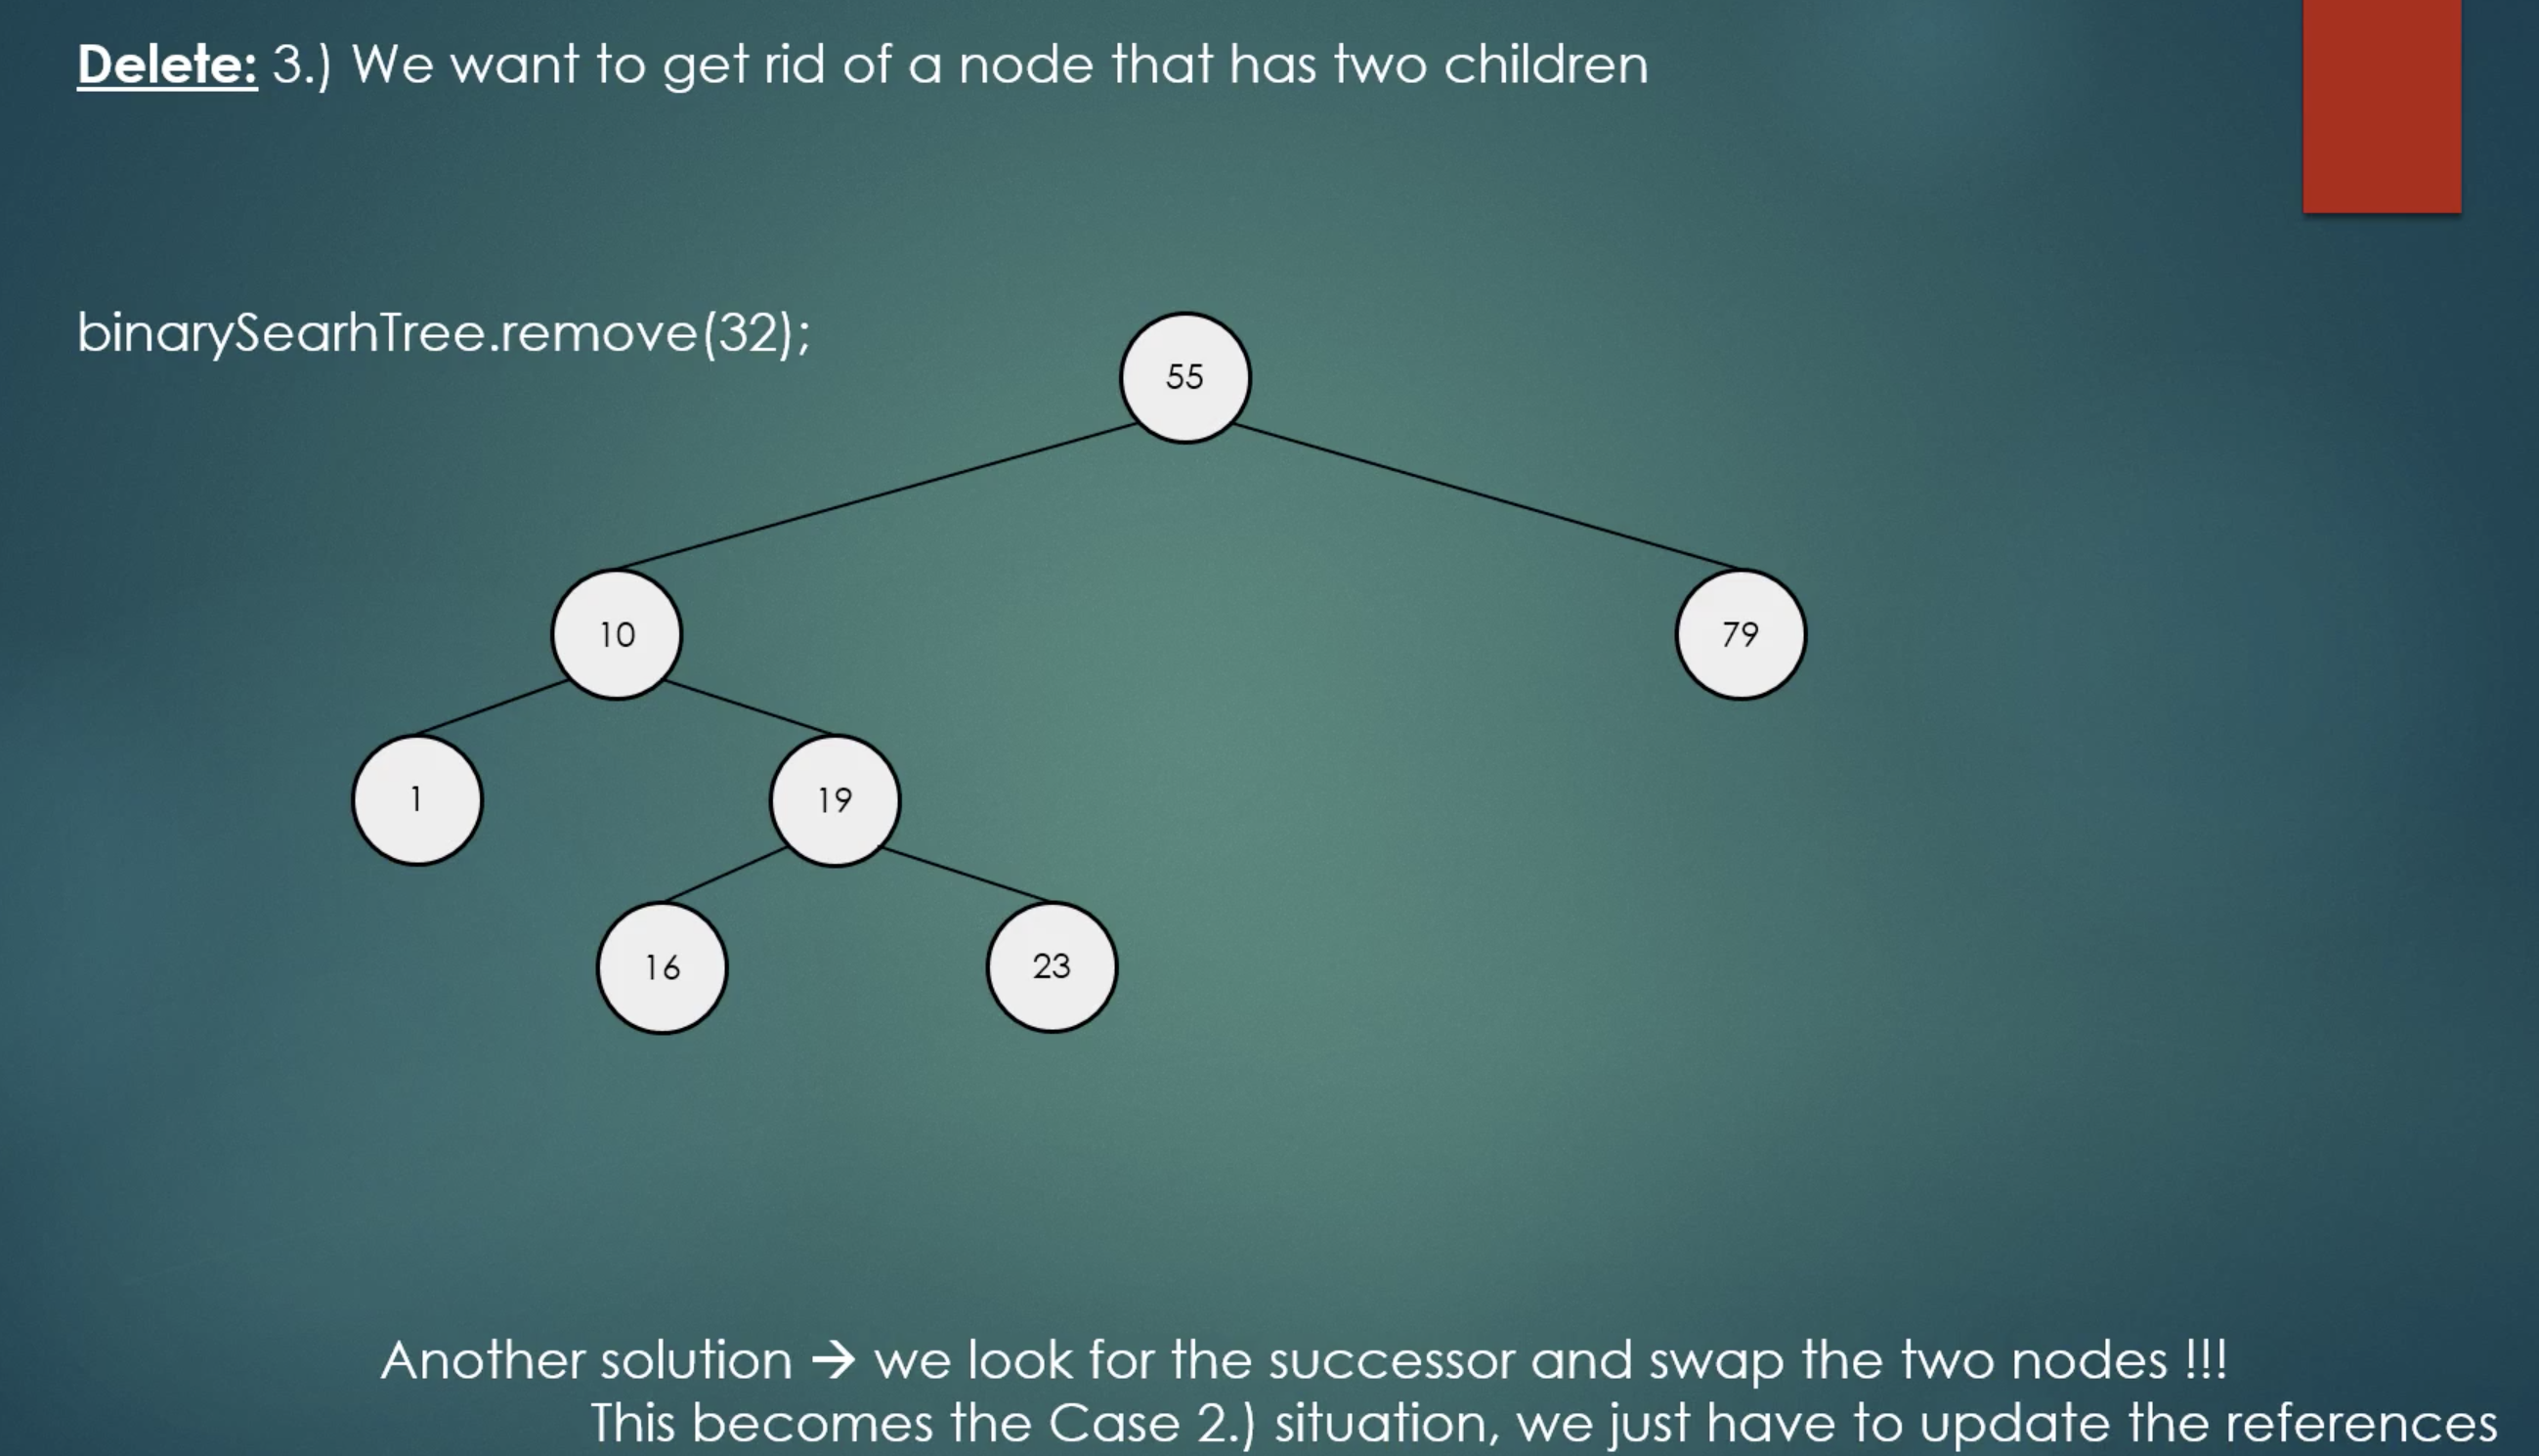 Delete: 3.) We want to get rid of a node that has two children
binarySearhTree.remove(32);
55
10
79
1
19
16
23
Another solution → we look for the successor and swap the two nodes !!!
This becomes the Case 2.) situation, we just have to update the references